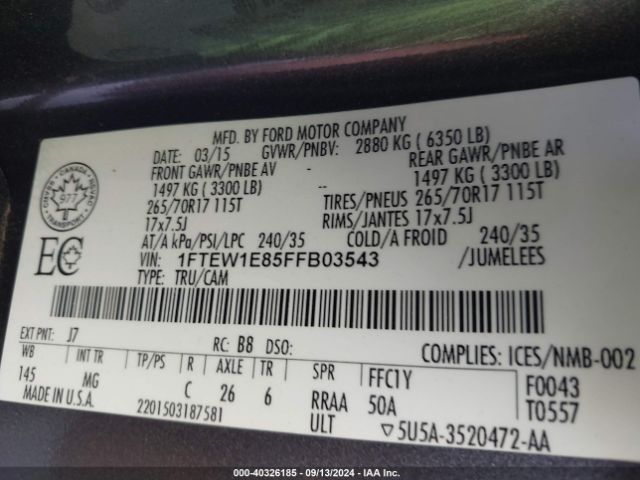 MFD. BY FORD MOTOR COMPANY
DATE: 03/15 GVWR/PNBV: 2880 KG ( 6350 LB)
FRONT GAWR/PNBE AV REAR GAWR/PNBE AR
1497 KG ( 3300 LB) -- 1497 KG ( 3300 LB)
265/70R17 115T -- TIRES/PNEUS 265/70R17 115T
17x7.5J RIMS/JANTES 17x7.5J
AT/A kPa/PSI/LPC 240/35 COLD/A FROID 240/35
VIN: 1FTEW1E85FFB03543 /JUMELEES
TYPE: TRU/CAM
977
TRANSPORT
EC
EXT PNT: J7 RC: B8 DSO: COMPLIES: ICES/NMB-002
WB INT TR TP/PS R AXLE TR SPR FFC1Y F0043
145 MG C 26 6 RRAA 50A T0557
MADE IN U.S.A. 2201503187581 ULT ▽5U5A-3520472-AA
000-40326185 - 09/13/2024 - IAA Inc.